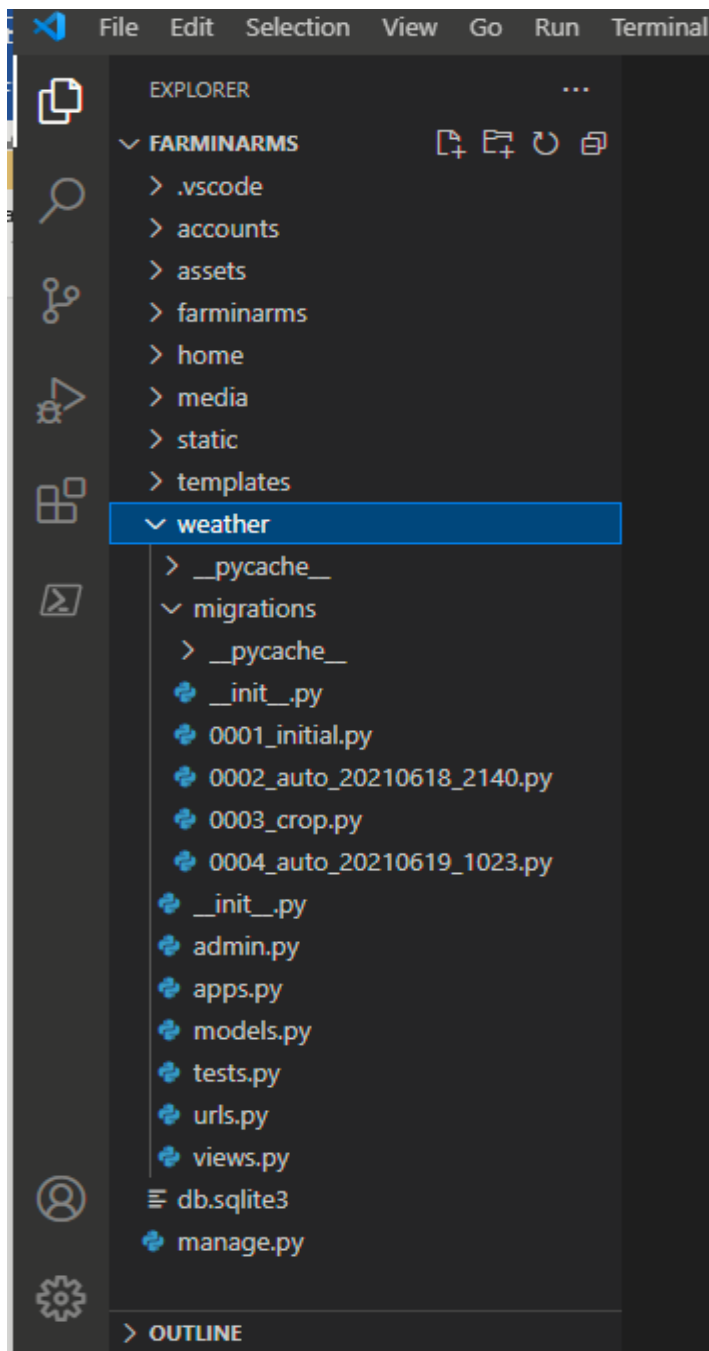 File Edit Selection View Go Run Terminal
EXPLORER
FARMINARMS
.vscode
accounts
assets
farminarms
home
media
static
templates
weather
__pycache__
migrations
__pycache__
__init__.py
0001_initial.py
0002_auto_20210618_2140.py
0003_crop.py
0004_auto_20210619_1023.py
__init__.py
admin.py
apps.py
models.py
tests.py
urls.py
views.py
db.sqlite3
manage.py
OUTLINE